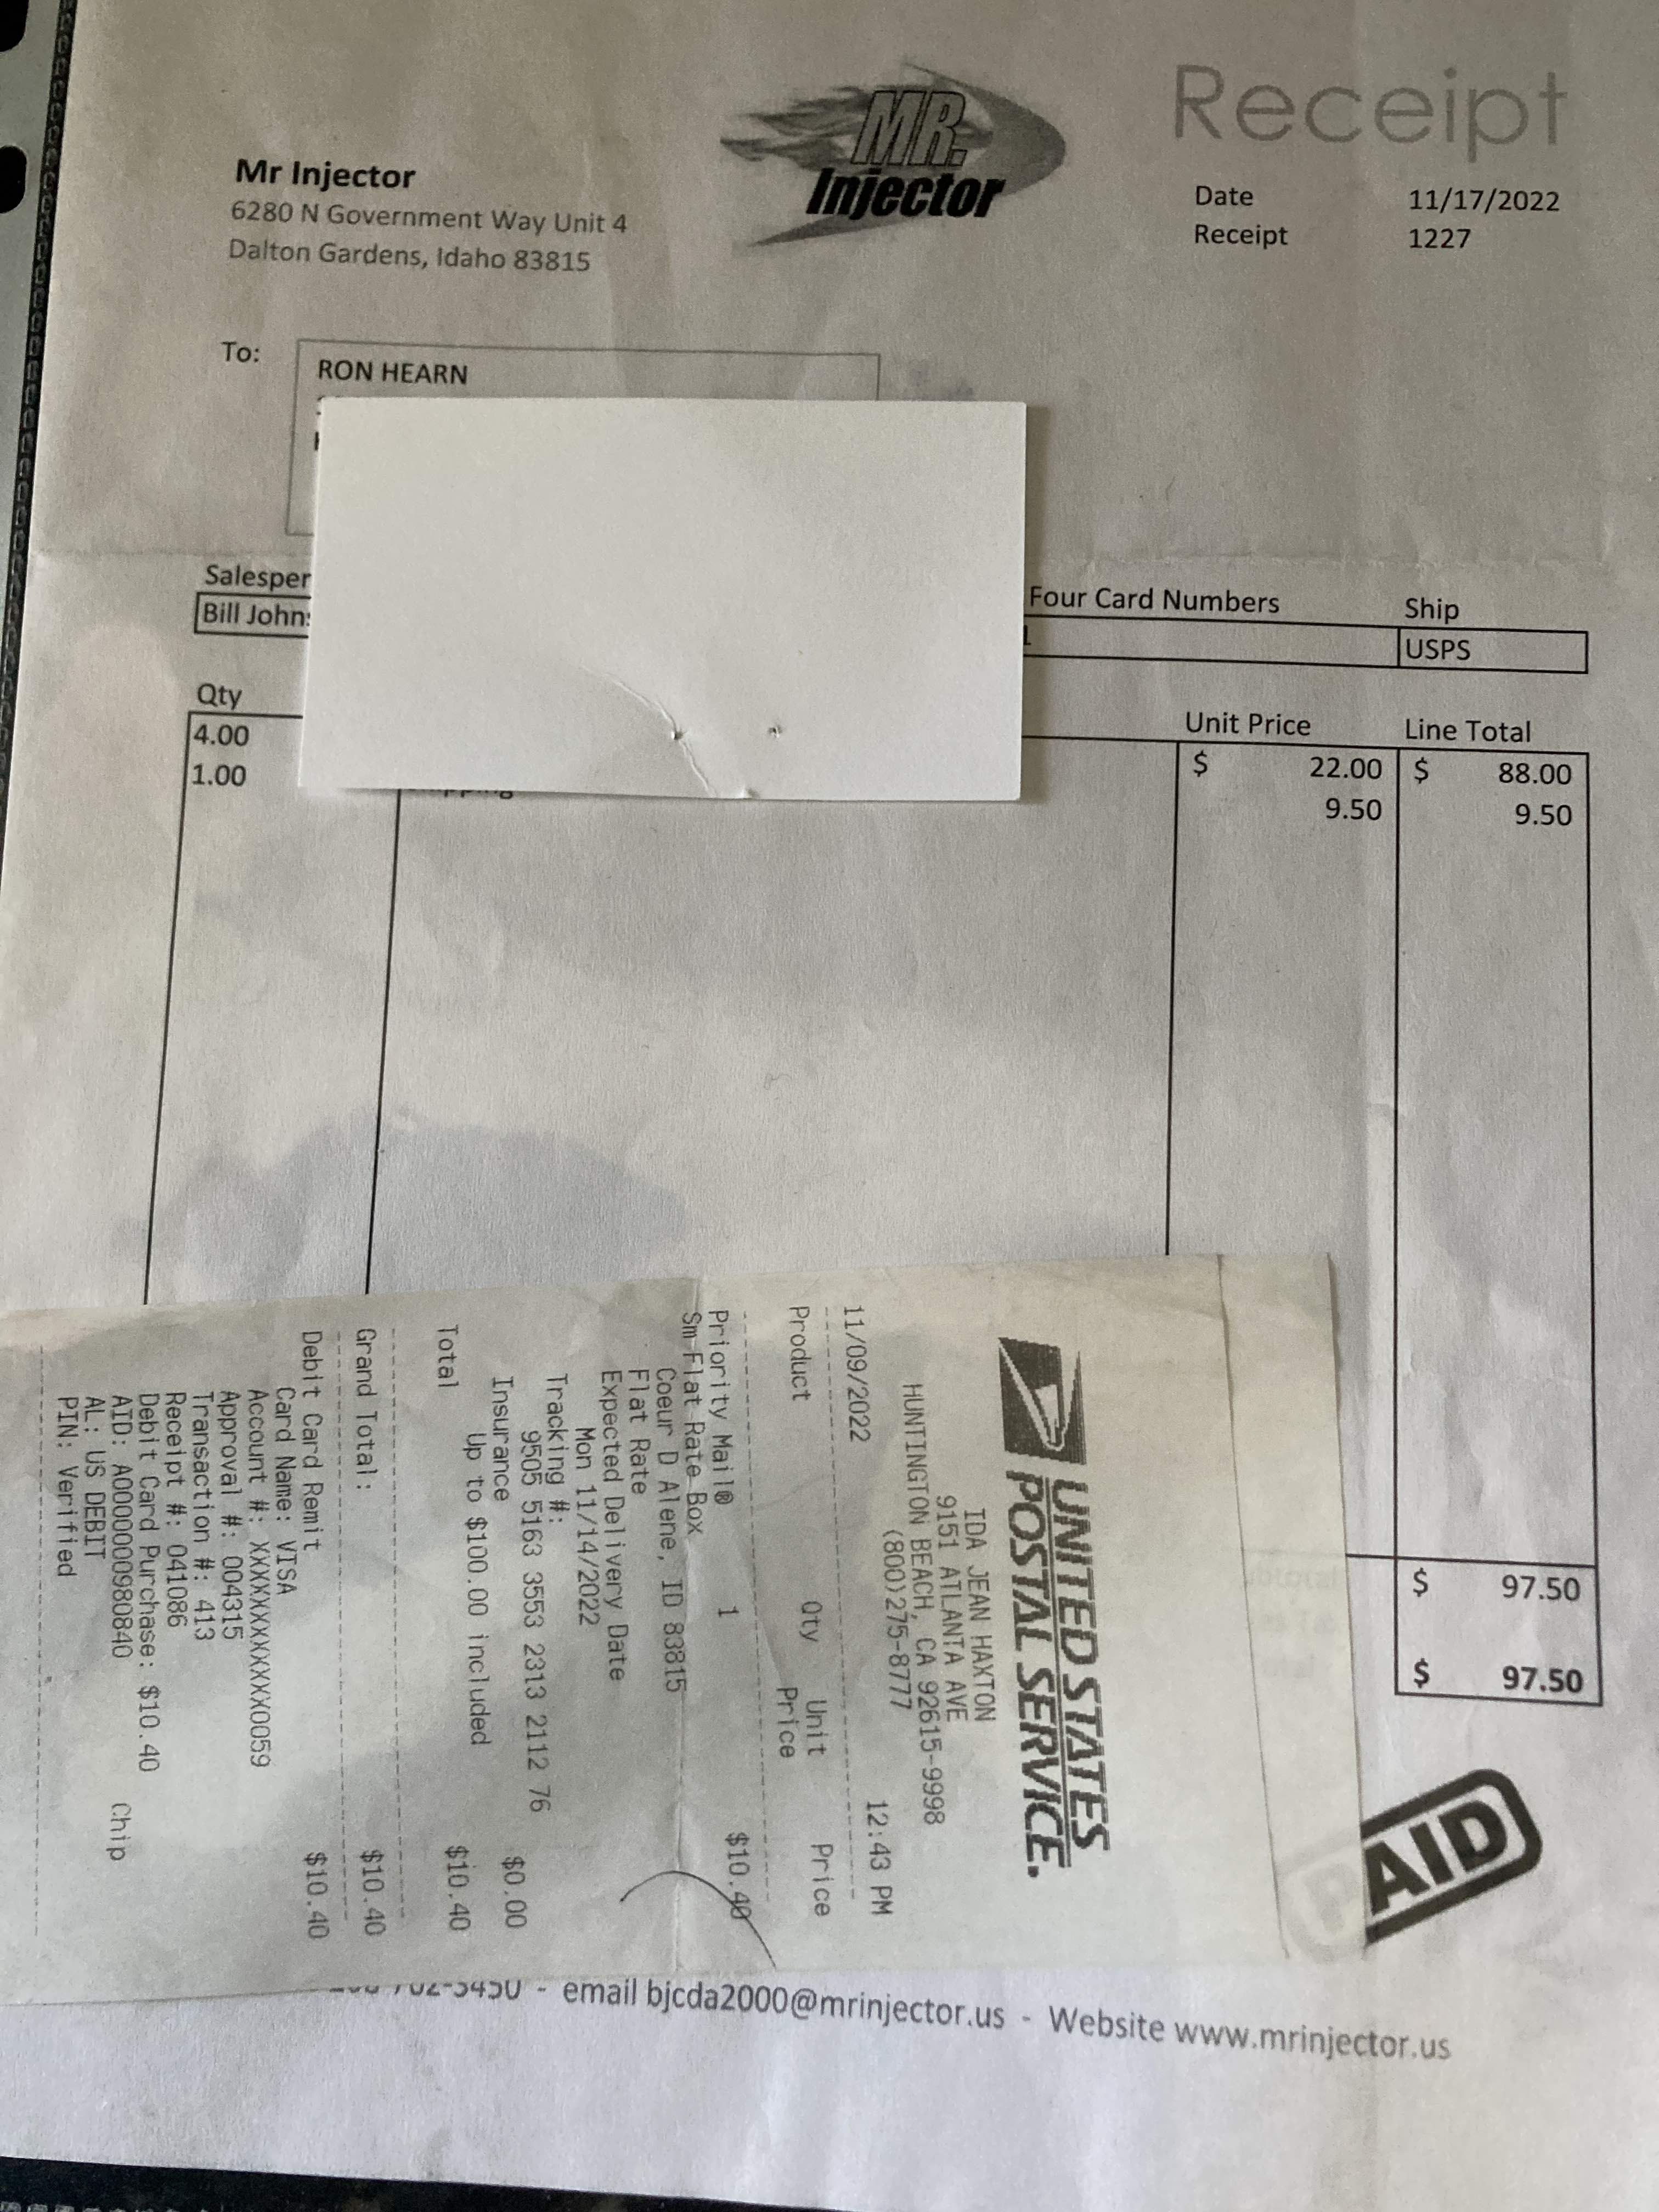 Receipt
MR.
Injector
Mr Injector
6280 N Government Way Unit 4
Dalton Gardens, Idaho 83815
Date 11/17/2022
Receipt 1227
To:
RON HEARN
Four Card Numbers Ship
Bill
USPS
Qty Unit Price Line Total
4.00 $ 22.00 $ 88.00
1.00 9.50 9.50
$ 97.50
$ 97.50
UNITED STATES
POSTAL SERVICE.
IDA JEAN HAXTON
9151 ATLANTA AVE
HUNTINGTON BEACH, CA 92615-9998
(800)275-8777
11/09/2022 12:43 PM
Product Qty Unit Price
Price
Priority Mail® 1 $10.40
Sm Flat Rate Box
Coeur D Alene, ID 83815
Flat Rate
Expected Delivery Date
Mon 11/14/2022
Tracking #:
9505 5163 3553 2313 2112 76
Insurance $0.00
Up to $100.00 included
Total $10.40
Grand Total: $10.40
Debit Card Remit $10.40
Card Name: VISA
Account #: XXXXXXXXXXXX0059
Approval #: 004315
Transaction #: 413
Receipt #: 041086
Debit Card Purchase: $10.40
AID: A0000000980840 Chip
AL: US DEBIT
PIN: Verified
PAID
- email bjcda2000@mrinjector.us - Website www.mrinjector.us